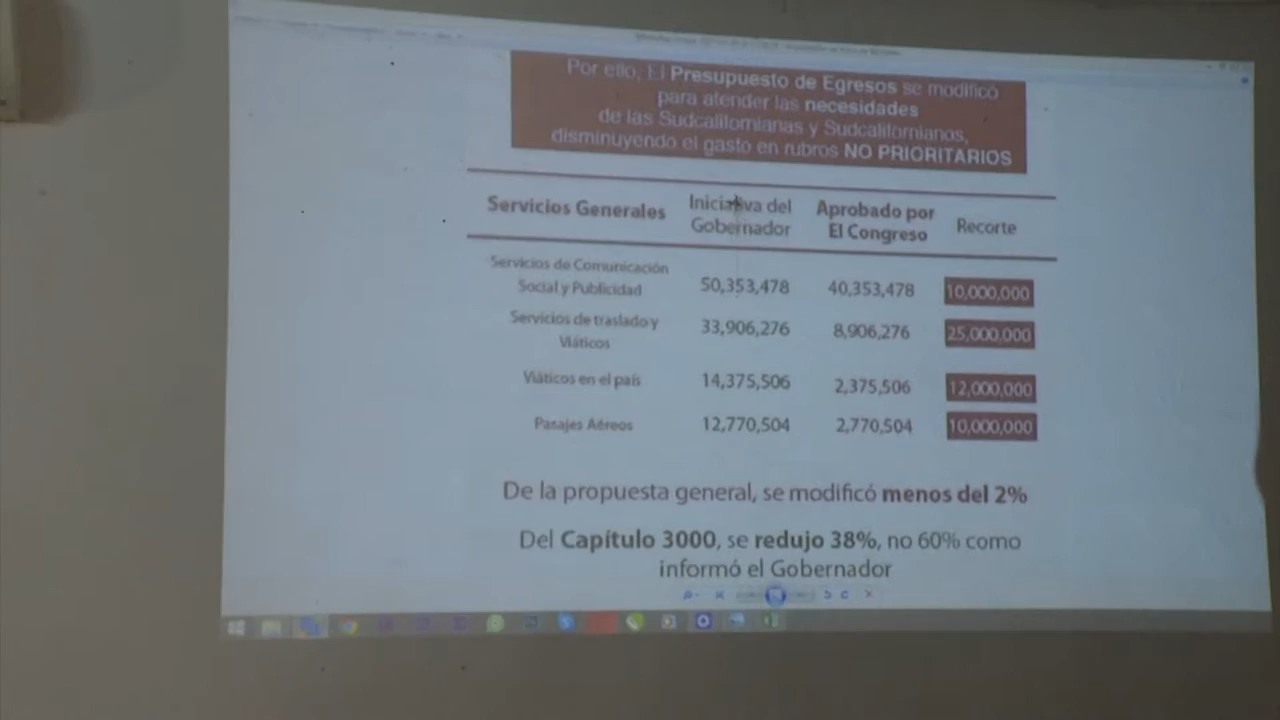 Por ello, El Presupuesto de Egresos se modificó
para atender las necesidades
de las Sudcalifornianas y Sudcalifornianos,
disminuyendo el gasto en rubros NO PRIORITARIOS
Servicios Generales
Iniciativa del
Gobernador
Aprobado por
El Congreso
Recorte
Servicios de Comunicación
Social y Publicidad
50,353,478
40,353,478
10,000,000
Servicios de traslado y
Viáticos
33,906,276
8,906,276
25,000,000
Viáticos en el país
14,375,506
2,375,506
12,000,000
Pasajes Aéreos
12,770,504
2,770,504
10,000,000
De la propuesta general, se modificó menos del 2%
Del Capítulo 3000, se redujo 38%, no 60% como
informó el Gobernador